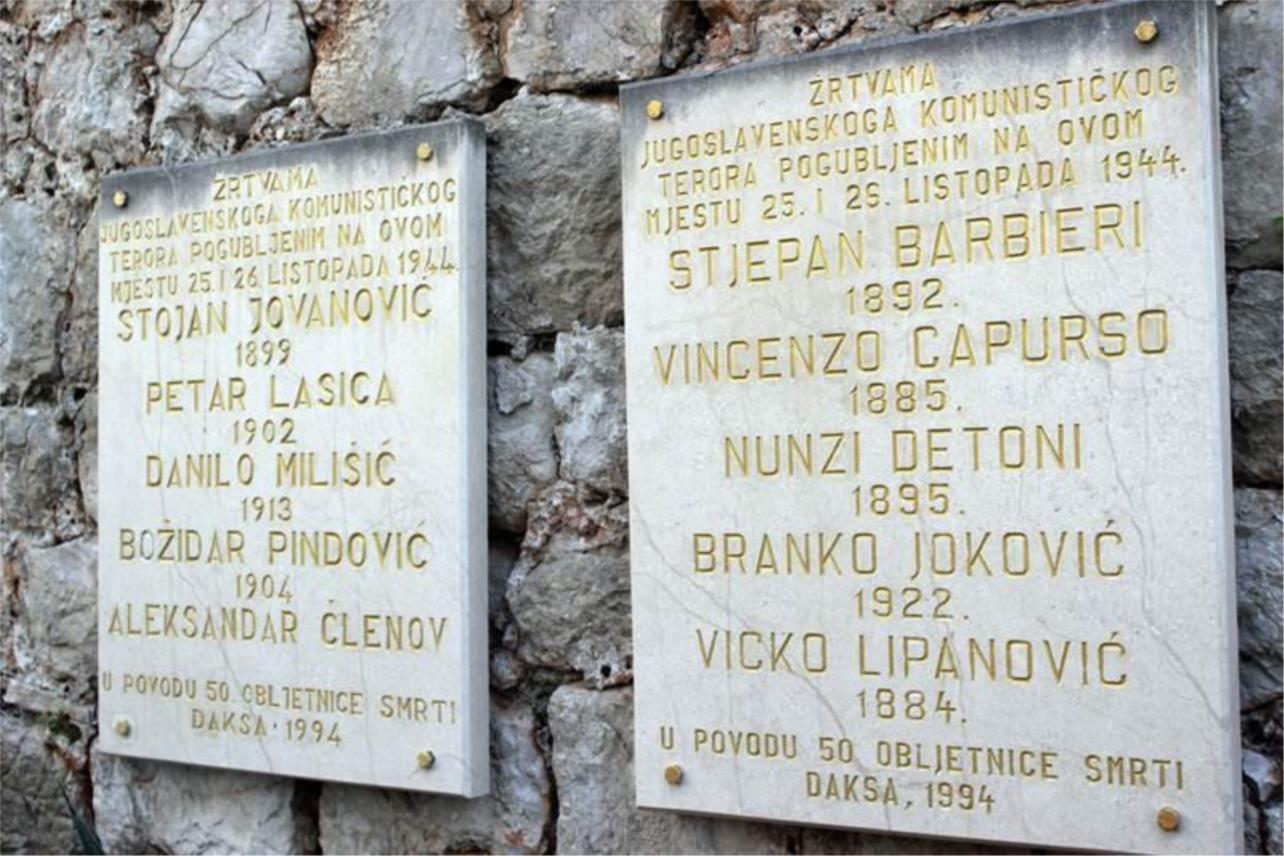 ŽRTVAMA
JUGOSLAVENSKOGA KOMUNISTIČKOG
TERORA POGUBLJENIM NA OVOM
MJESTU 25. I 26. LISTOPADA 1944.
STOJAN JOVANOVIĆ
1899
PETAR LASICA
1902
DANILO MILIŠIĆ
1913
BOŽIDAR PINDOVIĆ
1904
ALEKSANDAR ČLENOV
U POVODU 50. OBLJETNICE SMRTI
DAKSA · 1994
ŽRTVAMA
JUGOSLAVENSKOGA KOMUNISTIČKOG
TERORA POGUBLJENIM NA OVOM
MJESTU 25. I 26. LISTOPADA 1944.
STJEPAN BARBIERI
1892.
VINCENZO CAPURSO
1885.
NUNZI DETONI
1895.
BRANKO JOKOVIĆ
1922.
VICKO LIPANOVIĆ
1884.
U POVODU 50. OBLJETNICE SMRTI
DAKSA, 1994